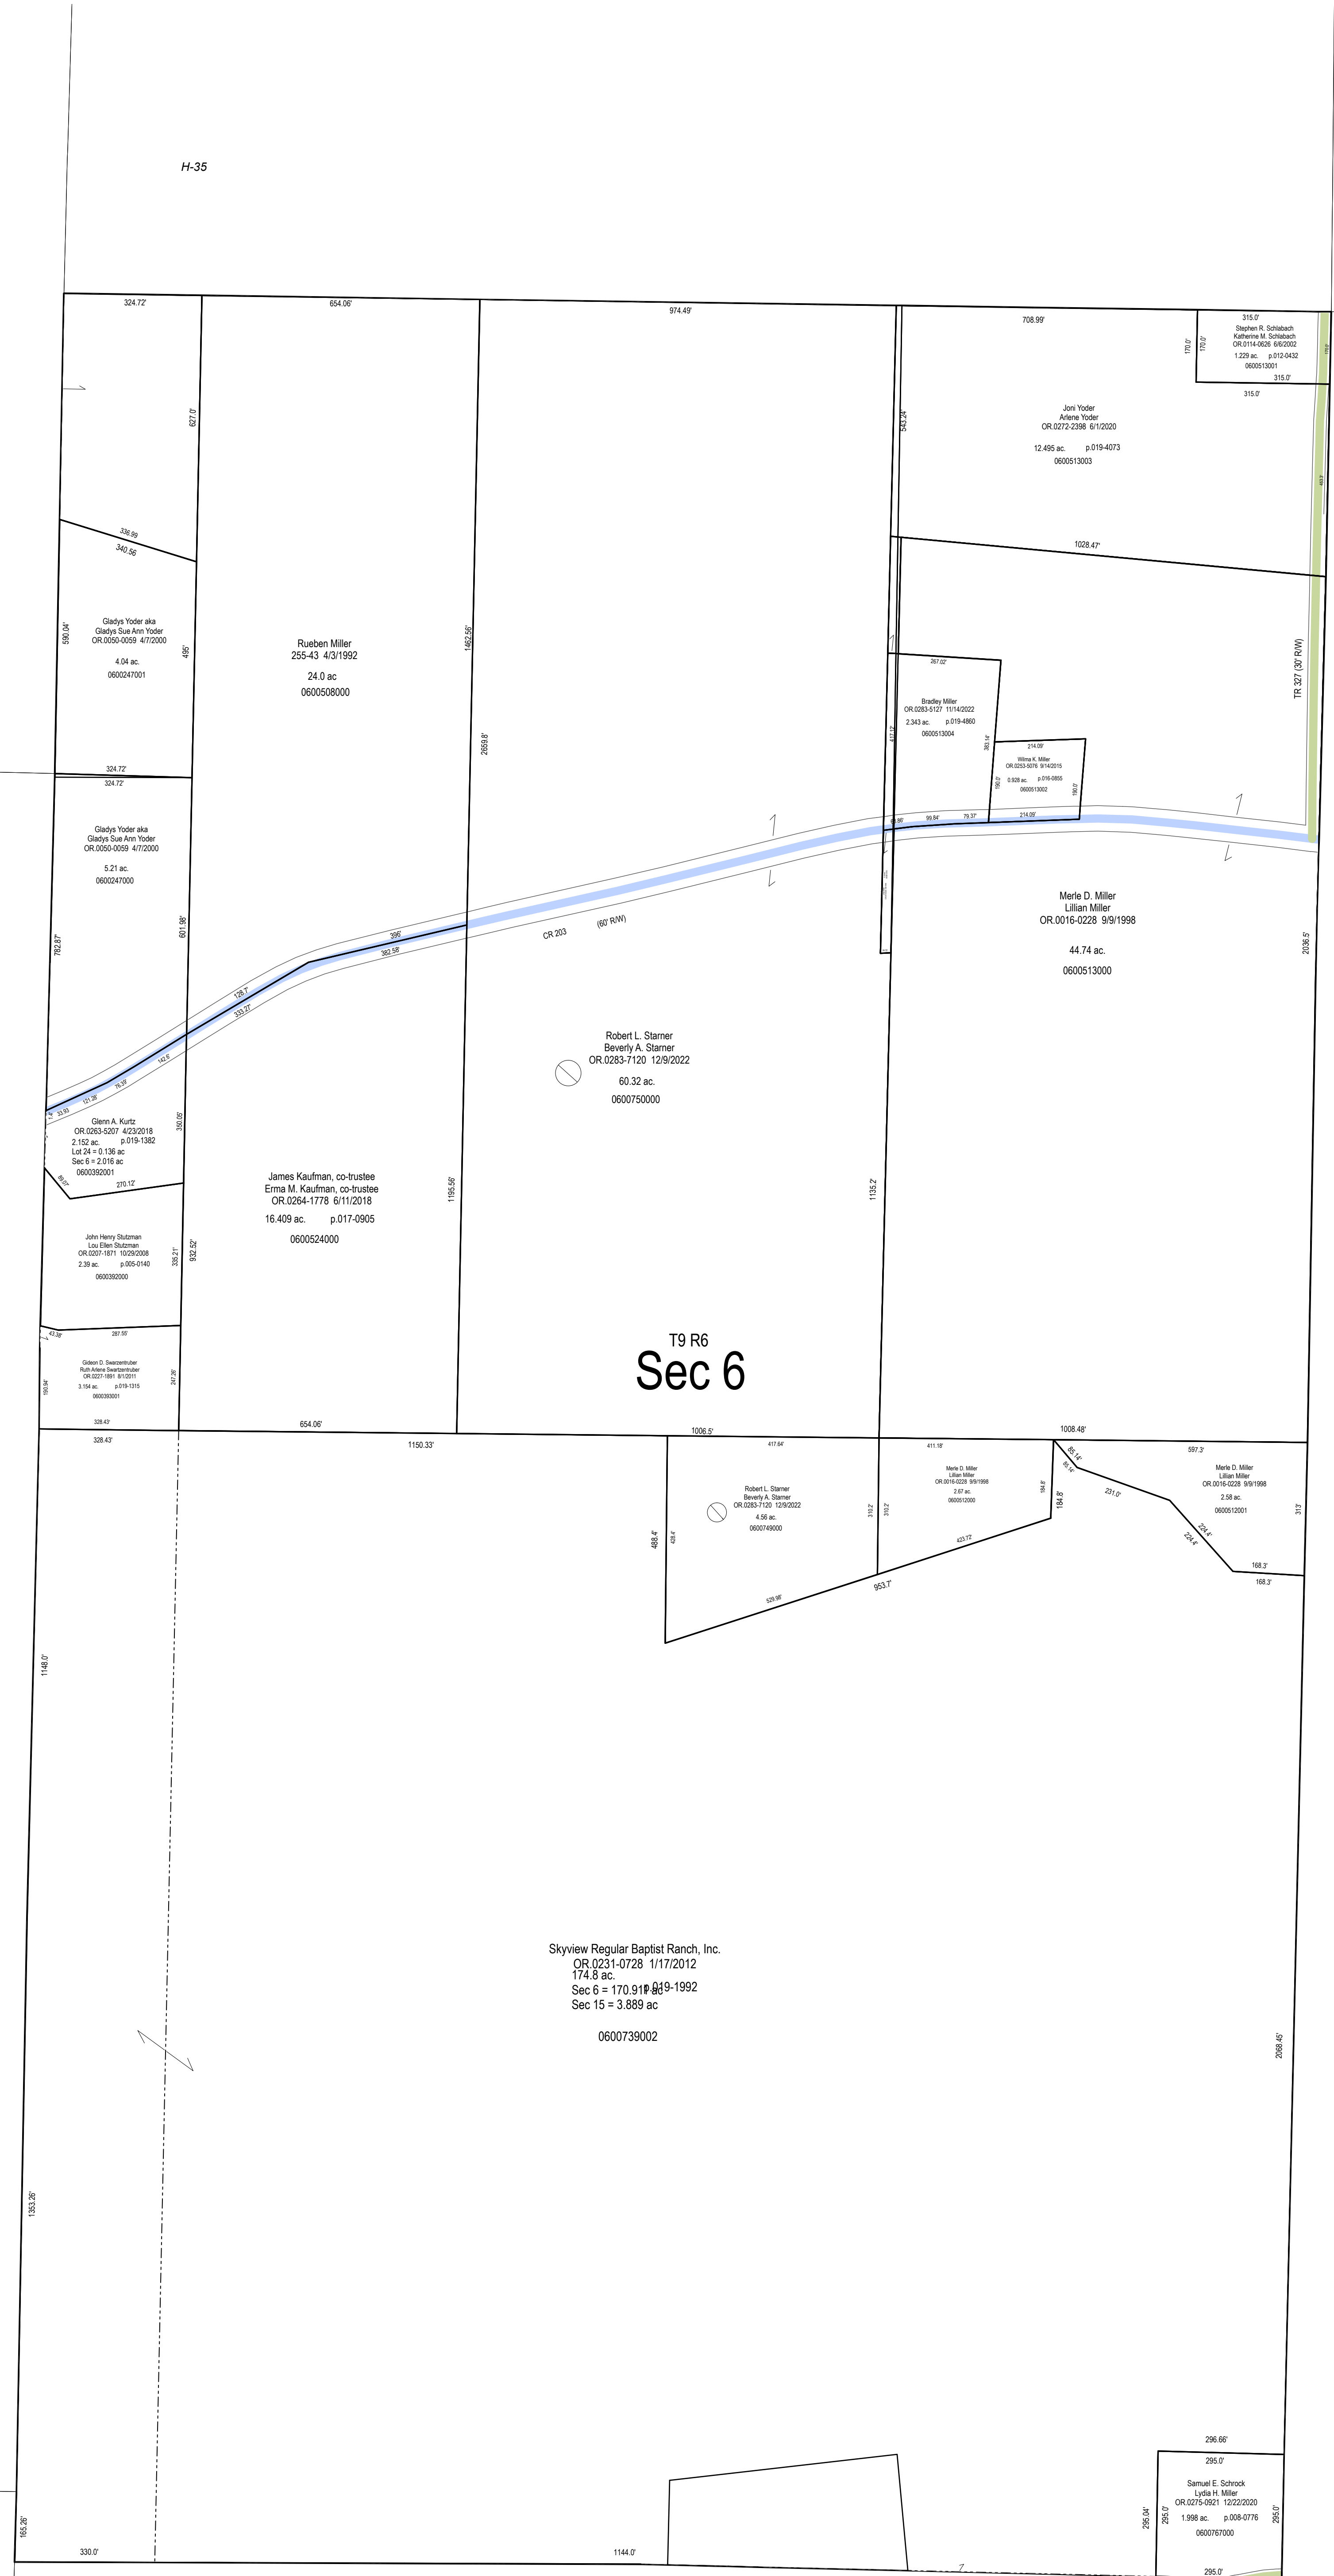 H-35
324.72'
654.06'
974.49'
708.99'
315.0'
Stephen R. Schlabach
Katherine M. Schlabach
OR.0114-0626 6/6/2002
1.229 ac. p.012-0432
0600513001
170.0'
170.0'
315.0'
315.0'
627.0'
543.24'
Joni Yoder
Arlene Yoder
OR.0272-2398 6/1/2020
12.495 ac. p.019-4073
0600513003
336.99
340.56
1028.47'
590.04'
Gladys Yoder aka
Gladys Sue Ann Yoder
OR.0050-0059 4/7/2000
4.04 ac.
0600247001
495'
Rueben Miller
255-43 4/3/1992
24.0 ac
0600508000
1462.56'
2659.8'
267.02'
Bradley Miller
OR.0283-5127 11/14/2022
2.343 ac. p.019-4860
0600513004
417.12'
383.14'
214.09'
Wilma K. Miller
OR.0253-5076 9/14/2015
0.928 ac. p.016-0855
0600513002
190.0'
190.0'
TR 327 (30' R/W)
324.72'
324.72'
99.84'
79.37'
214.09'
Gladys Yoder aka
Gladys Sue Ann Yoder
OR.0050-0059 4/7/2000
5.21 ac.
0600247000
782.87'
601.98'
396'
382.58'
CR 203 (60' R/W)
Merle D. Miller
Lillian Miller
OR.0016-0228 9/9/1998
44.74 ac.
0600513000
2036.5'
128.7'
333.27'
142.6'
76.39'
121.28'
33.93
Robert L. Starner
Beverly A. Starner
OR.0283-7120 12/9/2022
60.32 ac.
0600750000
Glenn A. Kurtz
OR.0263-5207 4/23/2018
2.152 ac. p.019-1382
Lot 24 = 0.136 ac
Sec 6 = 2.016 ac
0600392001
350.05'
89.07'
270.12'
James Kaufman, co-trustee
Erma M. Kaufman, co-trustee
OR.0264-1778 6/11/2018
16.409 ac. p.017-0905
0600524000
1195.56'
1135.2'
John Henry Stutzman
Lou Ellen Stutzman
OR.0207-1871 10/29/2008
2.39 ac. p.005-0140
0600392000
335.21'
932.52'
43.38'
287.55'
Gideon D. Swarzentruber
Ruth Arlene Swartzentruber
OR.0227-1891 8/1/2011
3.154 ac. p.019-1315
0600393001
190.94'
247.26'
T9 R6
Sec 6
328.43'
328.43'
654.06'
1150.33'
1006.5'
417.64'
411.18'
1008.48'
597.3'
Robert L. Starner
Beverly A. Starner
OR.0283-7120 12/9/2022
4.56 ac.
0600749000
488.4'
428.4'
310.2'
310.2'
Merle D. Miller
Lillian Miller
OR.0016-0228 9/9/1998
2.67 ac.
0600512000
184.8'
184.8'
85.14'
85.14'
231.0'
Merle D. Miller
Lillian Miller
OR.0016-0228 9/9/1998
2.58 ac.
0600512001
313'
224.4'
224.4'
168.3'
168.3'
423.72'
529.98'
953.7'
1148.0'
Skyview Regular Baptist Ranch, Inc.
OR.0231-0728 1/17/2012
174.8 ac.
Sec 6 = 170.911 ac p.019-1992
Sec 15 = 3.889 ac
0600739002
2068.45'
1353.26'
296.66'
295.0'
Samuel E. Schrock
Lydia H. Miller
OR.0275-0921 12/22/2020
1.998 ac. p.008-0776
0600767000
295.04'
295.0'
295.0'
295.0'
165.26'
330.0'
1144.0'